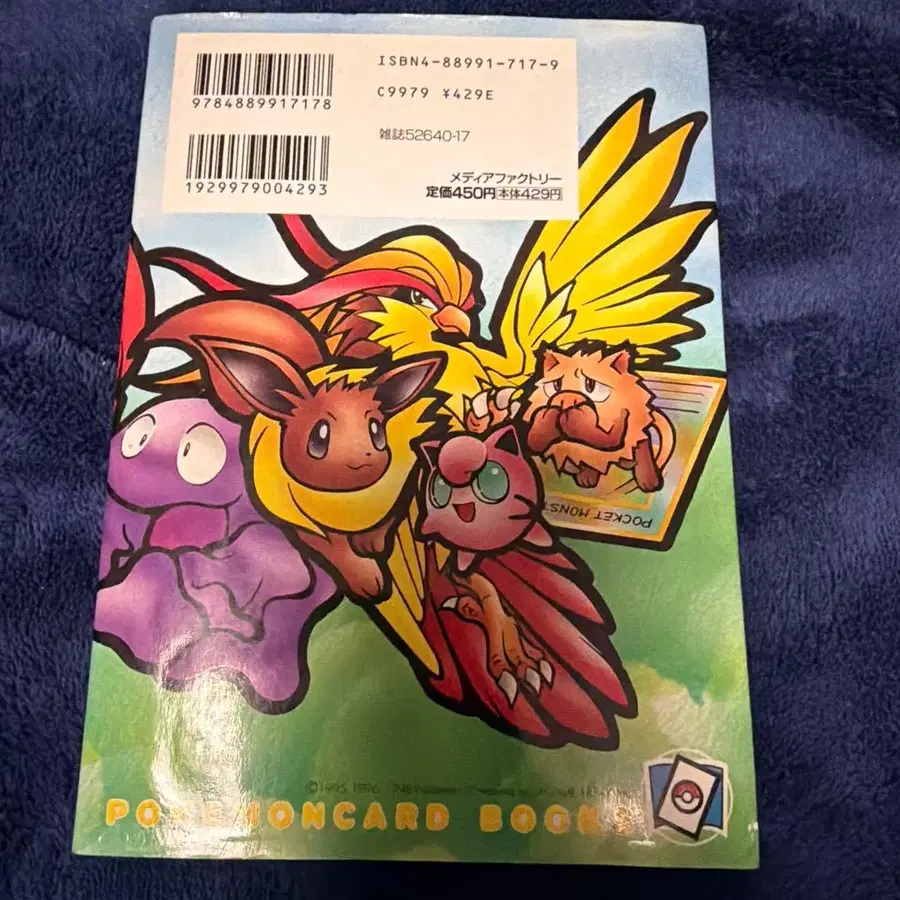 ISBN4-88991-717-9
9784889917178
C9979 ¥429E
雑誌52640-17
1929979004293
メディアファクトリー
定価450円本体429円
POCKET MONST
©1995, 1996
POKEMONCARD BOOKS